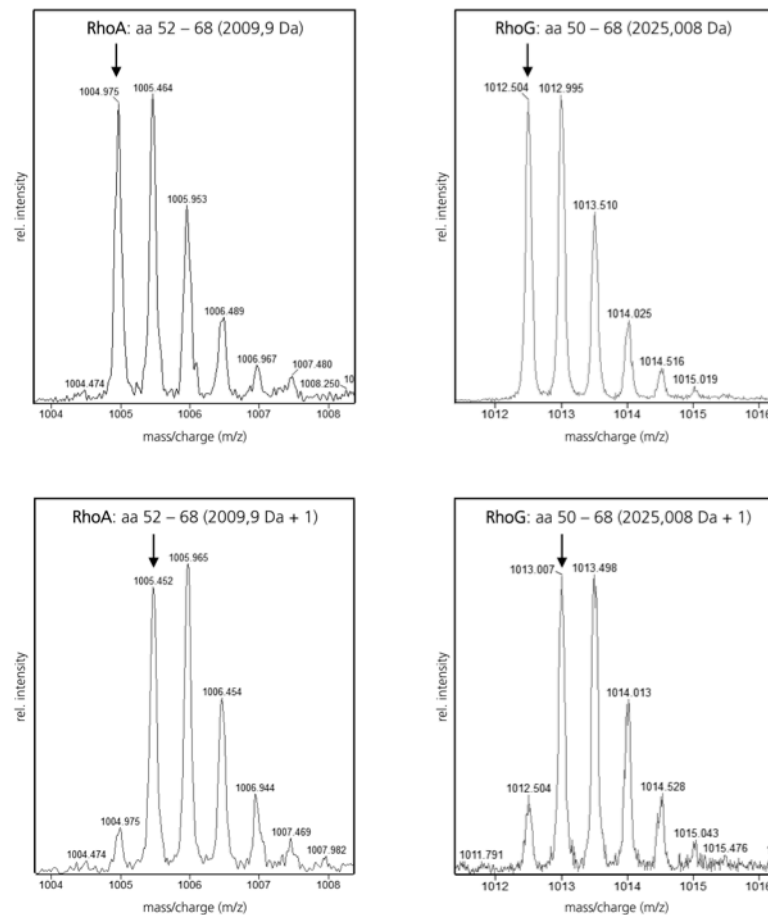 RhoA: aa 52 – 68 (2009,9 Da)
1004.975
1005.464
1005.953
1006.489
1006.967
1007.480
1004.474
1008.250
10
rel. intensity
1004 1005 1006 1007 1008
mass/charge (m/z)
RhoG: aa 50 – 68 (2025,008 Da)
1012.504
1012.995
1013.510
1014.025
1014.516
1015.019
rel. intensity
1012 1013 1014 1015 1016
mass/charge (m/z)
RhoA: aa 52 – 68 (2009,9 Da + 1)
1005.965
1005.452
1006.454
1006.944
1004.975
1007.469
1004.474
1007.982
rel. intensity
1004 1005 1006 1007 1008
mass/charge (m/z)
RhoG: aa 50 – 68 (2025,008 Da + 1)
1013.007
1013.498
1014.013
1012.504
1014.528
1015.043
1011.791
1015.476
rel. intensity
1012 1013 1014 1015 1016
mass/charge (m/z)